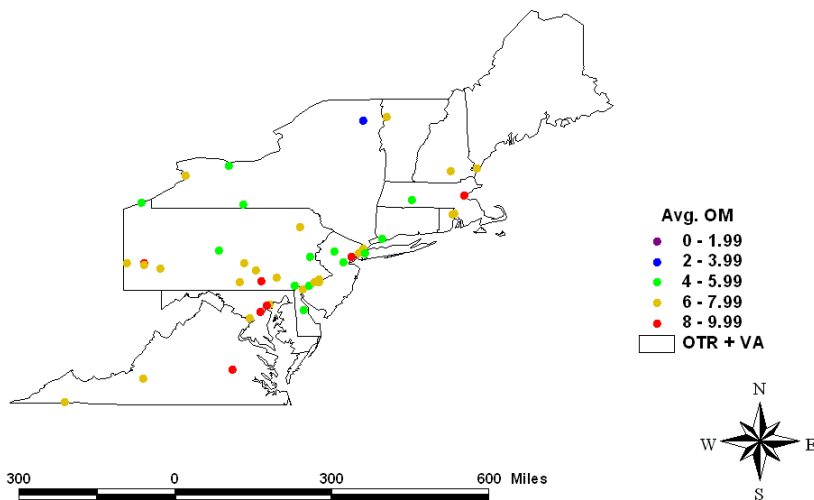 Avg. OM
0 - 1.99
2 - 3.99
4 - 5.99
6 - 7.99
8 - 9.99
OTR + VA
N
W E
S
300 0 300 600 Miles